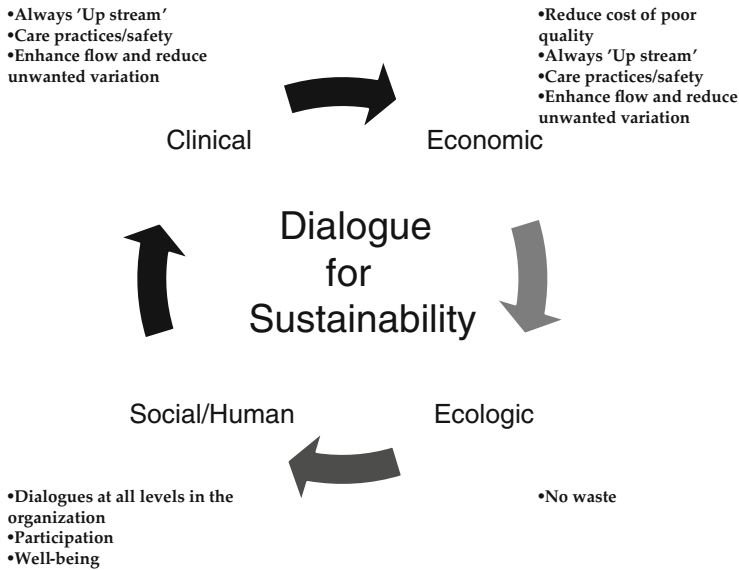 •Always 'Up stream'
•Care practices/safety
•Enhance flow and reduce
unwanted variation
•Reduce cost of poor
quality
•Always 'Up stream'
•Care practices/safety
•Enhance flow and reduce
unwanted variation
Clinical
Economic
Dialogue
for
Sustainability
Social/Human
Ecologic
•Dialogues at all levels in the
organization
•Participation
•Well-being
•No waste